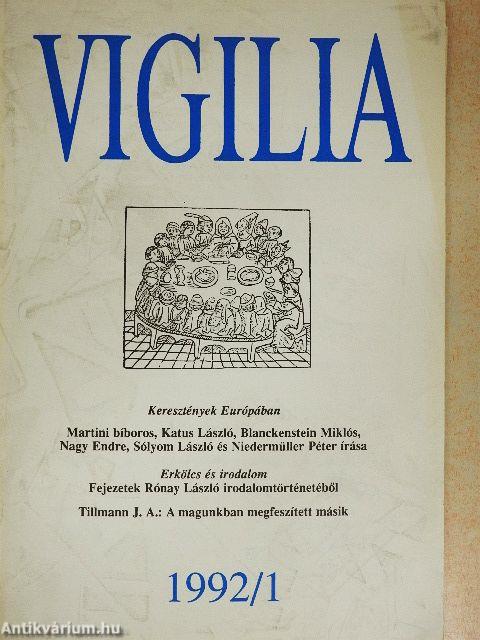 VIGILIA
Keresztények Európában
Martini bíboros, Katus László, Blanckenstein Miklós,
Nagy Endre, Sólyom László és Niedermüller Péter írása
Erkölcs és irodalom
Fejezetek Rónay László irodalomtörténetéből
Tillmann J. A.: A magunkban megfeszített másik
1992/1
Antikvárium.hu